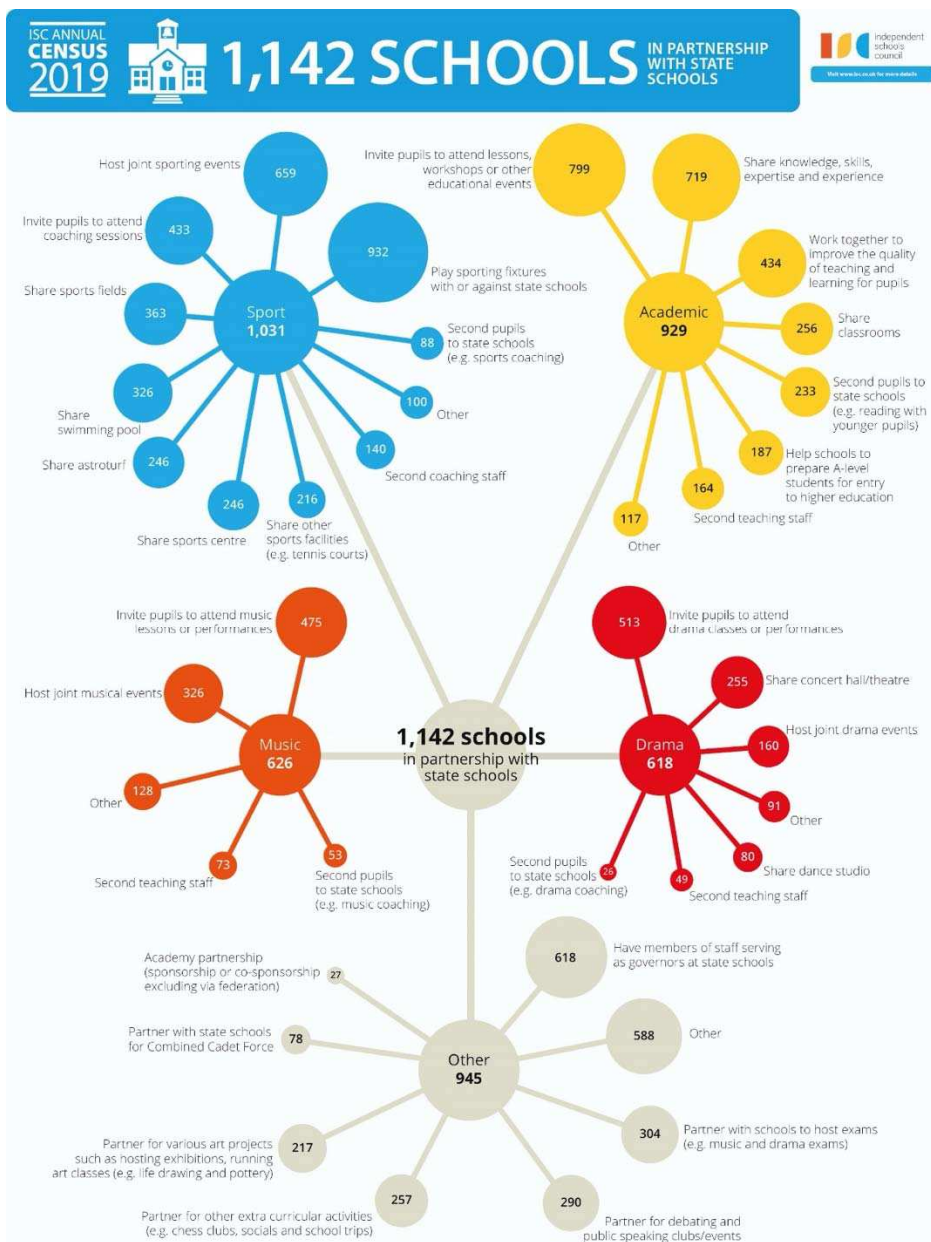 ISC ANNUAL
CENSUS
2019
1,142 SCHOOLS
IN PARTNERSHIP
WITH STATE
SCHOOLS
independent
schools
council
Visit www.isc.co.uk for more details
Host joint sporting events
659
Invite pupils to attend
coaching sessions
433
932
Play sporting fixtures
with or against state schools
Share sports fields
363
Sport
1,031
88
Second pupils
to state schools
(e.g. sports coaching)
326
Share
swimming pool
100
Other
Share astroturf
246
140
Second coaching staff
246
Share sports centre
216
Share other
sports facilities
(e.g. tennis courts)
Invite pupils to attend lessons,
workshops or other
educational events
799
719
Share knowledge, skills,
expertise and experience
434
Work together to
improve the quality
of teaching and
learning for pupils
Academic
929
256
Share
classrooms
233
Second pupils to
state schools
(e.g. reading with
younger pupils)
187
Help schools to
prepare A-level
students for entry
to higher education
164
Second teaching staff
117
Other
Invite pupils to attend music
lessons or performances
475
Host joint musical events
326
Music
626
128
Other
73
Second teaching staff
53
Second pupils
to state schools
(e.g. music coaching)
1,142 schools
in partnership with
state schools
513
Invite pupils to attend
drama classes or performances
255
Share concert hall/theatre
Drama
618
160
Host joint drama events
91
Other
80
Share dance studio
49
Second teaching staff
26
Second pupils
to state schools
(e.g. drama coaching)
Academy partnership
(sponsorship or co-sponsorship
excluding via federation)
27
618
Have members of staff serving
as governors at state schools
Partner with state schools
for Combined Cadet Force
78
588
Other
Other
945
304
Partner with schools to host exams
(e.g. music and drama exams)
Partner for various art projects
such as hosting exhibitions, running
art classes (e.g. life drawing and pottery)
217
257
Partner for other extra curricular activities
(e.g. chess clubs, socials and school trips)
290
Partner for debating and
public speaking clubs/events